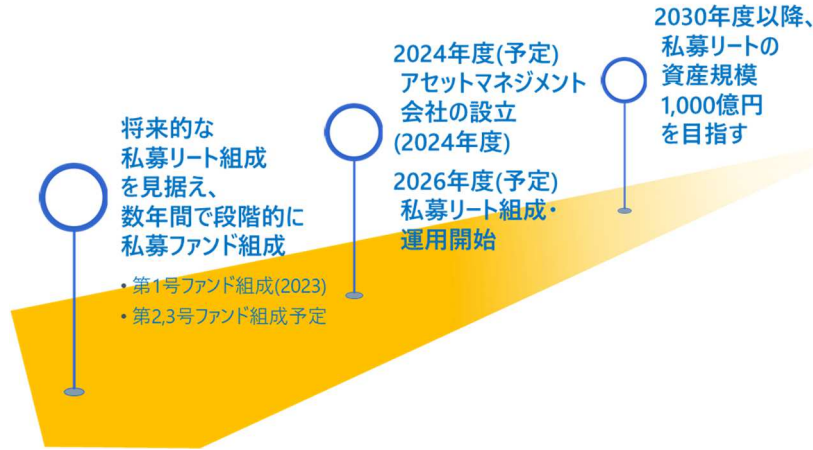 将来的な
私募リート組成
を見据え、
数年間で段階的に
私募ファンド組成
• 第1号ファンド組成(2023)
• 第2,3号ファンド組成予定
2024年度(予定)
アセットマネジメント
会社の設立
(2024年度)
2026年度(予定)
私募リート組成・
運用開始
2030年度以降、
私募リートの
資産規模
1,000億円
を目指す